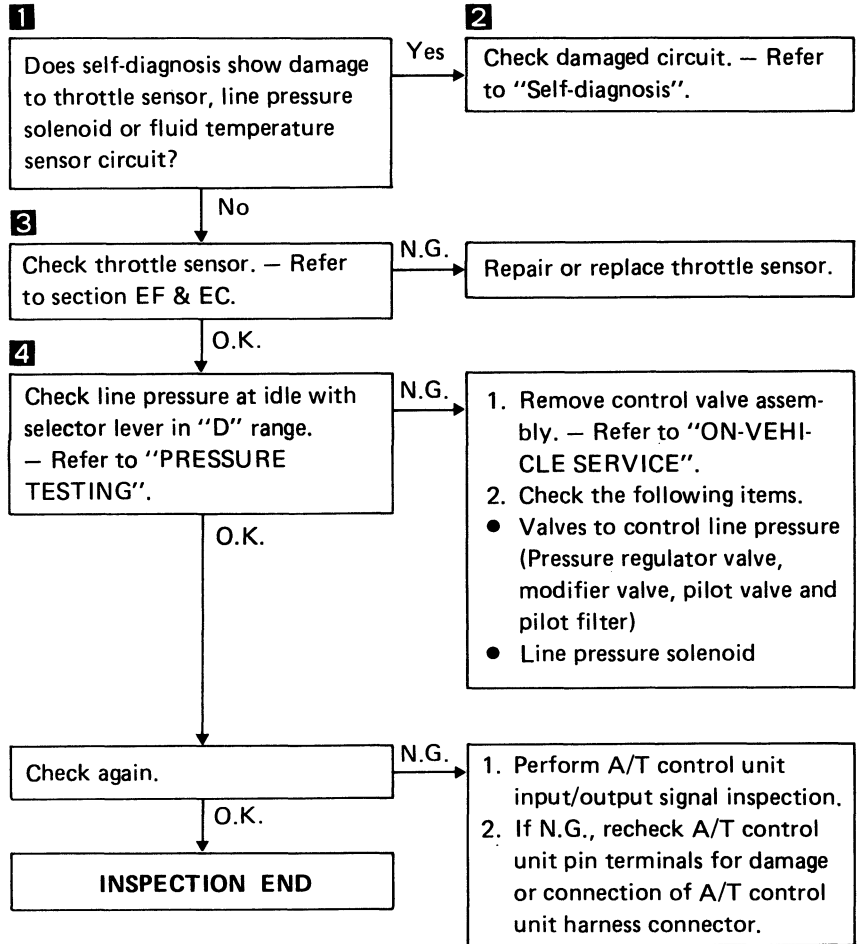 1
Does self-diagnosis show damage
to throttle sensor, line pressure
solenoid or fluid temperature
sensor circuit?
Yes
2
Check damaged circuit. — Refer
to "Self-diagnosis".
No
3
Check throttle sensor. — Refer
to section EF & EC.
N.G.
Repair or replace throttle sensor.
O.K.
4
Check line pressure at idle with
selector lever in "D" range.
— Refer to "PRESSURE
TESTING".
N.G.
1. Remove control valve assem-
bly. — Refer to "ON-VEHI-
CLE SERVICE".
2. Check the following items.
● Valves to control line pressure
(Pressure regulator valve,
modifier valve, pilot valve and
pilot filter)
● Line pressure solenoid
O.K.
Check again.
N.G.
1. Perform A/T control unit
input/output signal inspection.
2. If N.G., recheck A/T control
unit pin terminals for damage
or connection of A/T control
unit harness connector.
O.K.
INSPECTION END